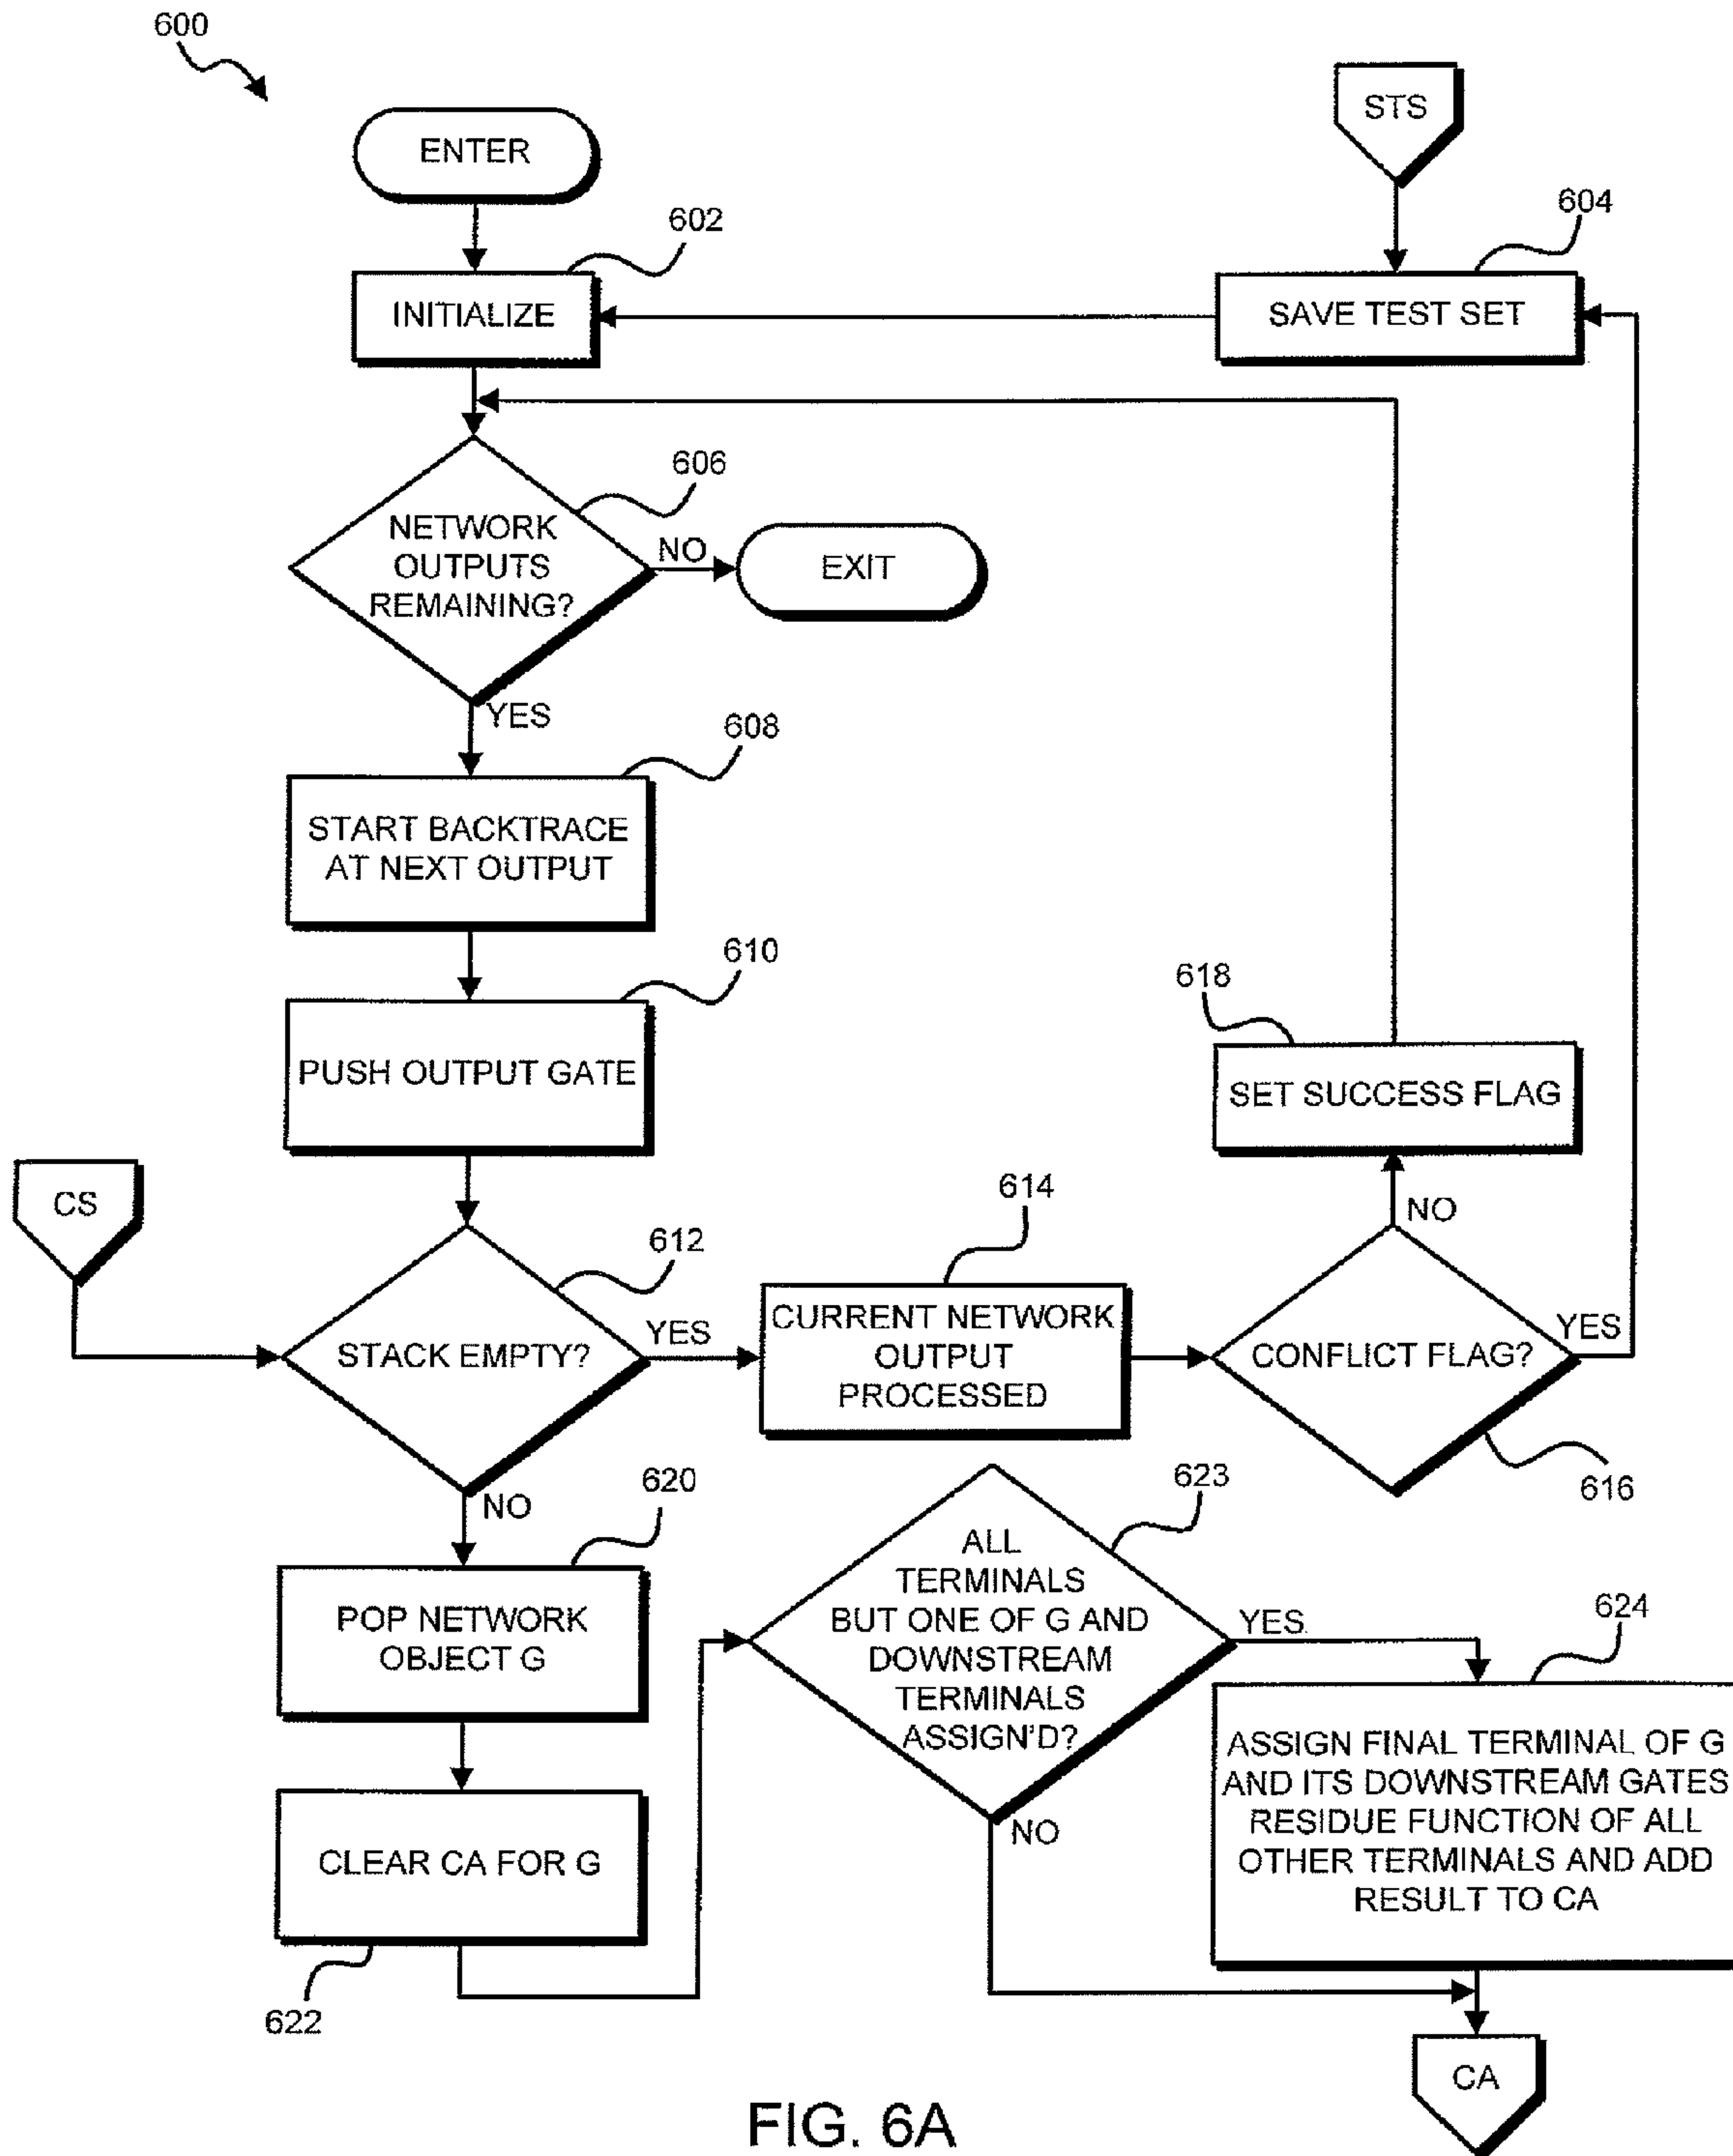 600
ENTER
STS
602
604
INITIALIZE
SAVE TEST SET
606
NETWORK
OUTPUTS
REMAINING?
NO
EXIT
YES
608
START BACKTRACE
AT NEXT OUTPUT
610
PUSH OUTPUT GATE
618
SET SUCCESS FLAG
CS
612
STACK EMPTY?
YES
614
CURRENT NETWORK
OUTPUT
PROCESSED
NO
CONFLICT FLAG?
YES
616
NO
620
POP NETWORK
OBJECT G
CLEAR CA FOR G
622
623
ALL
TERMINALS
BUT ONE OF G AND
DOWNSTREAM
TERMINALS
ASSIGN'D?
YES
NO
624
ASSIGN FINAL TERMINAL OF G
AND ITS DOWNSTREAM GATES
RESIDUE FUNCTION OF ALL
OTHER TERMINALS AND ADD
RESULT TO CA
CA
FIG. 6A